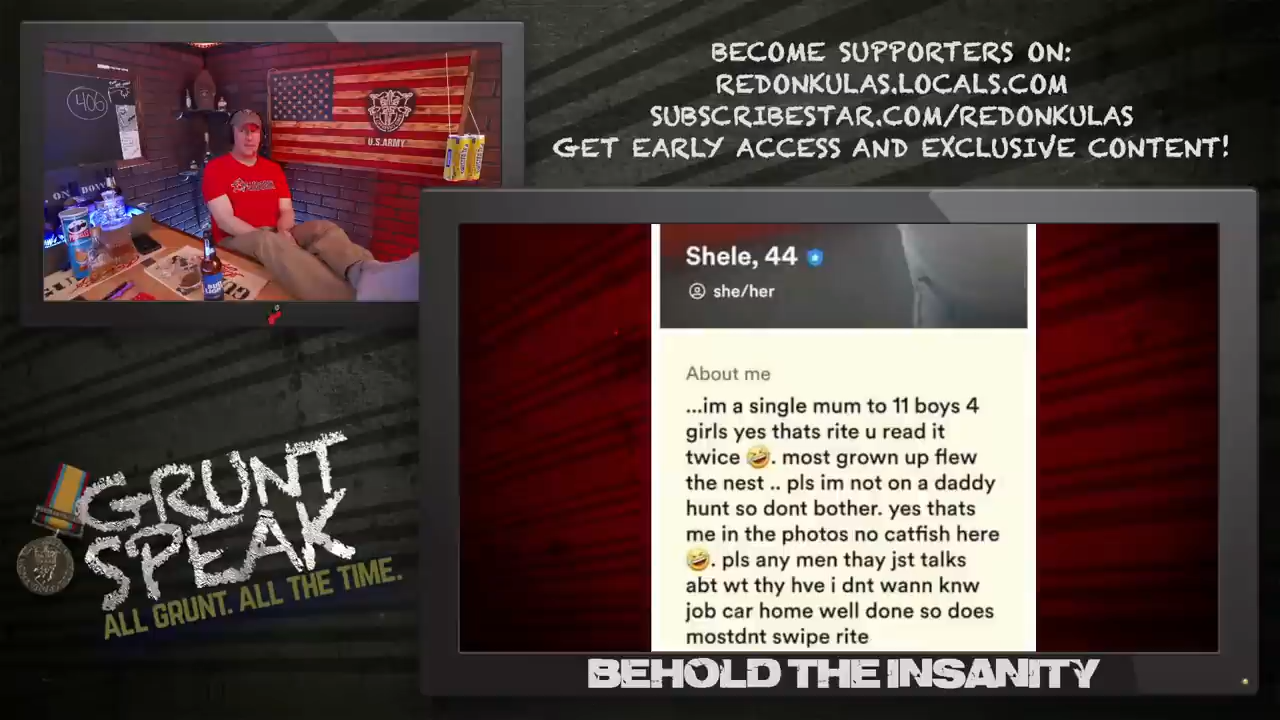 BECOME SUPPORTERS ON:
REDONKULAS.LOCALS.COM
SUBSCRIBESTAR.COM/REDONKULAS
GET EARLY ACCESS AND EXCLUSIVE CONTENT!
406
U.S. ARMY
ON DOW
Shele, 44
she/her
About me
...im a single mum to 11 boys 4
girls yes thats rite u read it
twice 🤣. most grown up flew
the nest .. pls im not on a daddy
hunt so dont bother. yes thats
me in the photos no catfish here
🤣. pls any men thay jst talks
abt wt thy hve i dnt wann knw
job car home well done so does
mostdnt swipe rite
GRUNT
SPEAK
ALL GRUNT. ALL THE TIME.
BEHOLD THE INSANITY